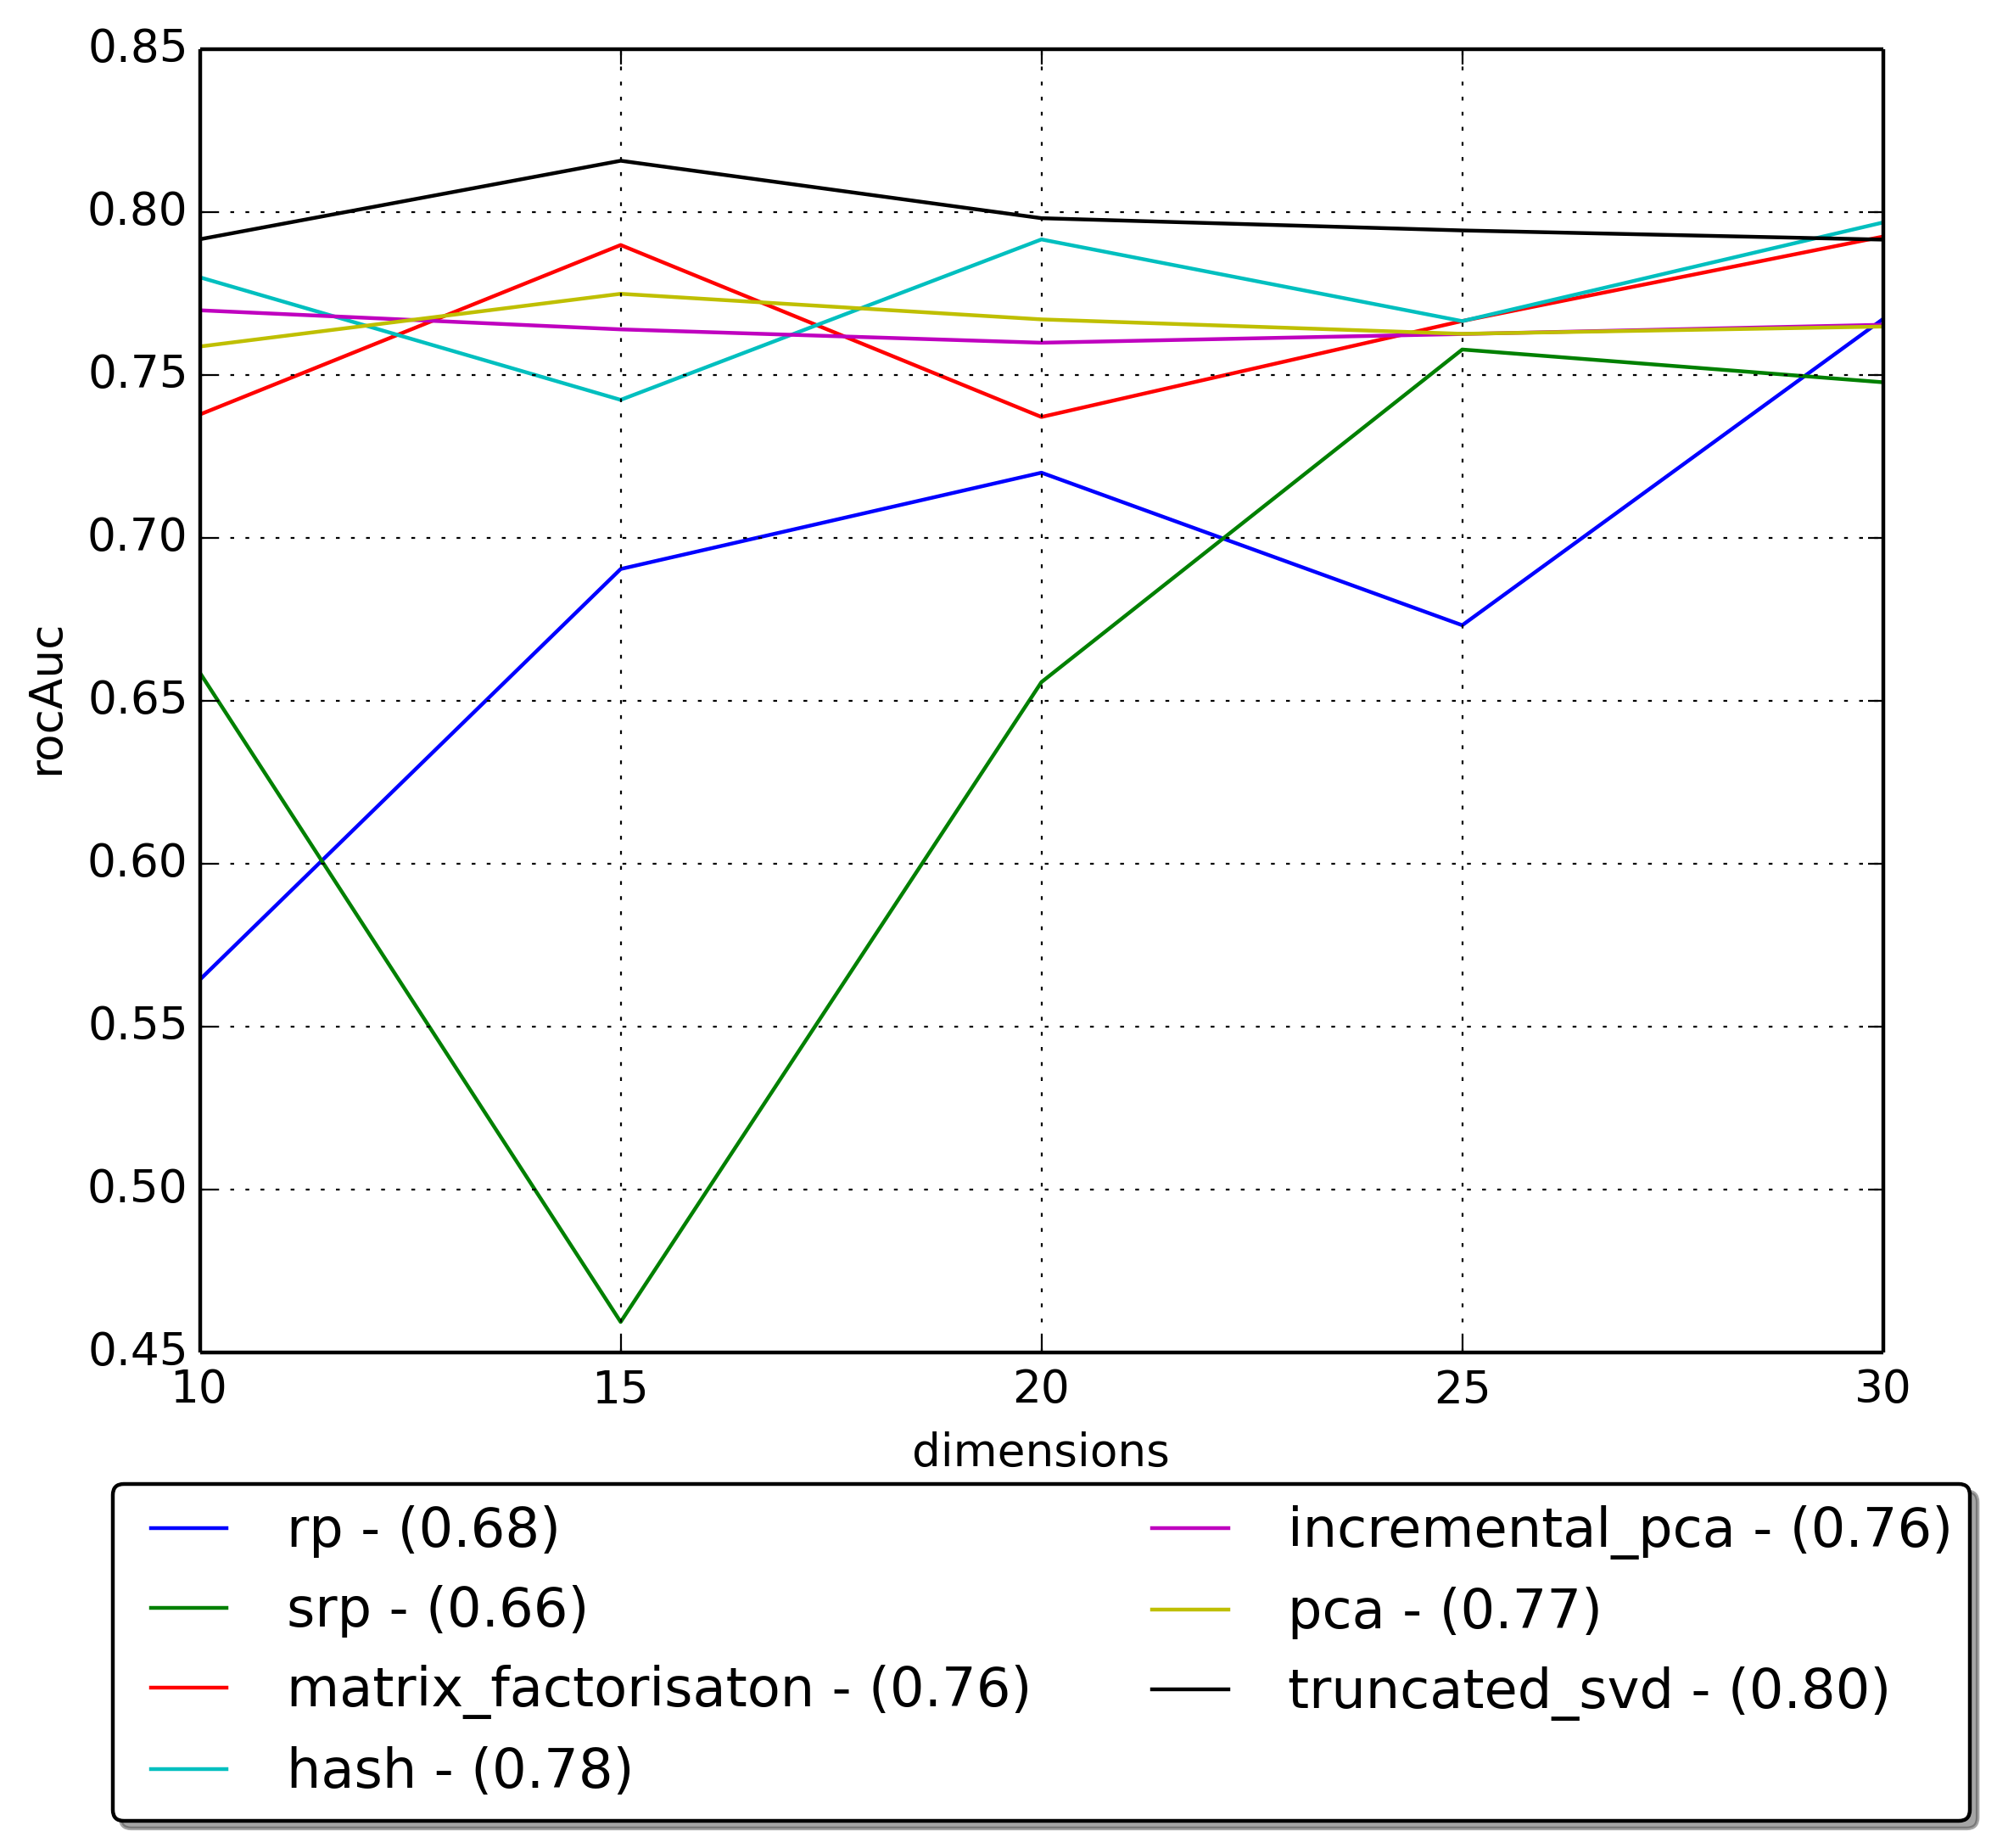 0.85
0.80
0.75
0.70
0.65
0.60
0.55
0.50
0.45
rocAuc
10 15 20 25 30
dimensions
rp - (0.68)
srp - (0.66)
matrix_factorisaton - (0.76)
hash - (0.78)
incremental_pca - (0.76)
pca - (0.77)
truncated_svd - (0.80)